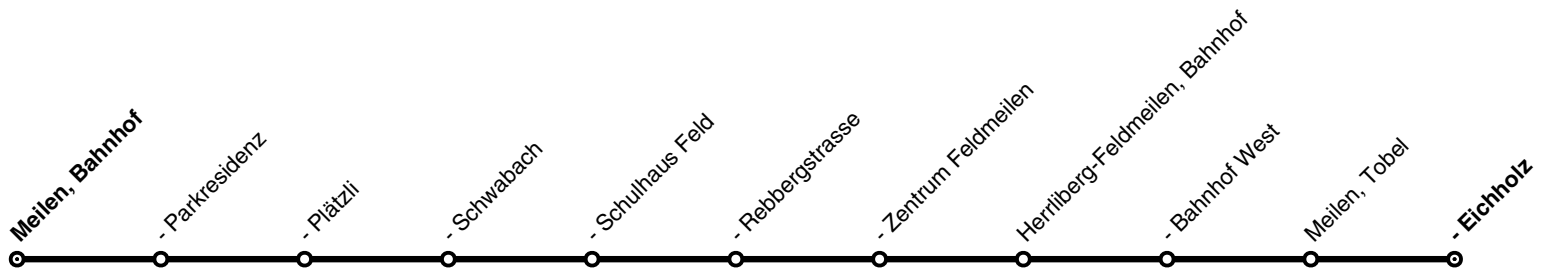 Meilen, Bahnhof
- Parkresidenz
- Plätzli
- Schwabach
- Schulhaus Feld
- Rebbergstrasse
- Zentrum Feldmeilen
Herrliberg-Feldmeilen, Bahnhof
- Bahnhof West
Meilen, Tobel
- Eichholz